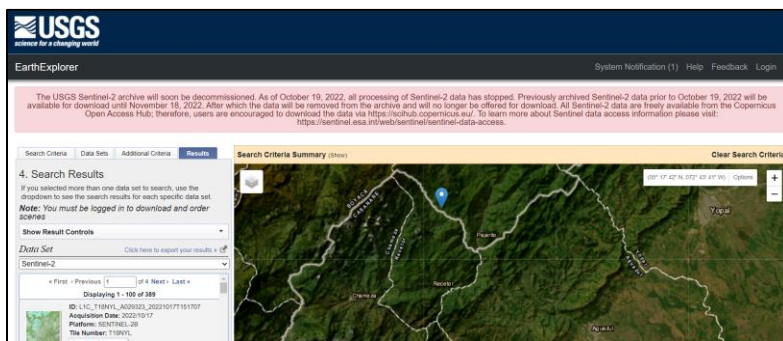 USGS
science for a changing world
EarthExplorer
System Notification (1) Help Feedback Login
The USGS Sentinel-2 archive will soon be decommissioned. As of October 19, 2022, all processing of Sentinel-2 data has stopped. Previously archived Sentinel-2 data prior to October 19, 2022 will be
available for download until November 18, 2022. After which the data will be removed from the archive and will no longer be offered for download. All Sentinel-2 data are freely available from the Copernicus
Open Access Hub; therefore, users are encouraged to download the data via https://scihub.copernicus.eu/. To learn more about Sentinel data access information please visit:
https://sentinel.esa.int/web/sentinel/sentinel-data-access.
Search Criteria Data Sets Additional Criteria Results
4. Search Results
If you selected more than one data set to search, use the
dropdown to see the search results for each specific data set.
Note: You must be logged in to download and order
scenes
Show Result Controls
Data Set Click here to export your results »
Sentinel-2
« First ‹ Previous 1 of 4 Next › Last »
Displaying 1 - 100 of 389
ID: L1C_T18NYL_A029323_20221017T151707
Acquisition Date: 2022/10/17
Platform: SENTINEL-2B
Tile Number: T18NYL
Search Criteria Summary (Show) Clear Search Criteria
Options
+
-
BOYACA
CASANARE
Yopal
Pajarito
Recetor
Chameza
Aguazul